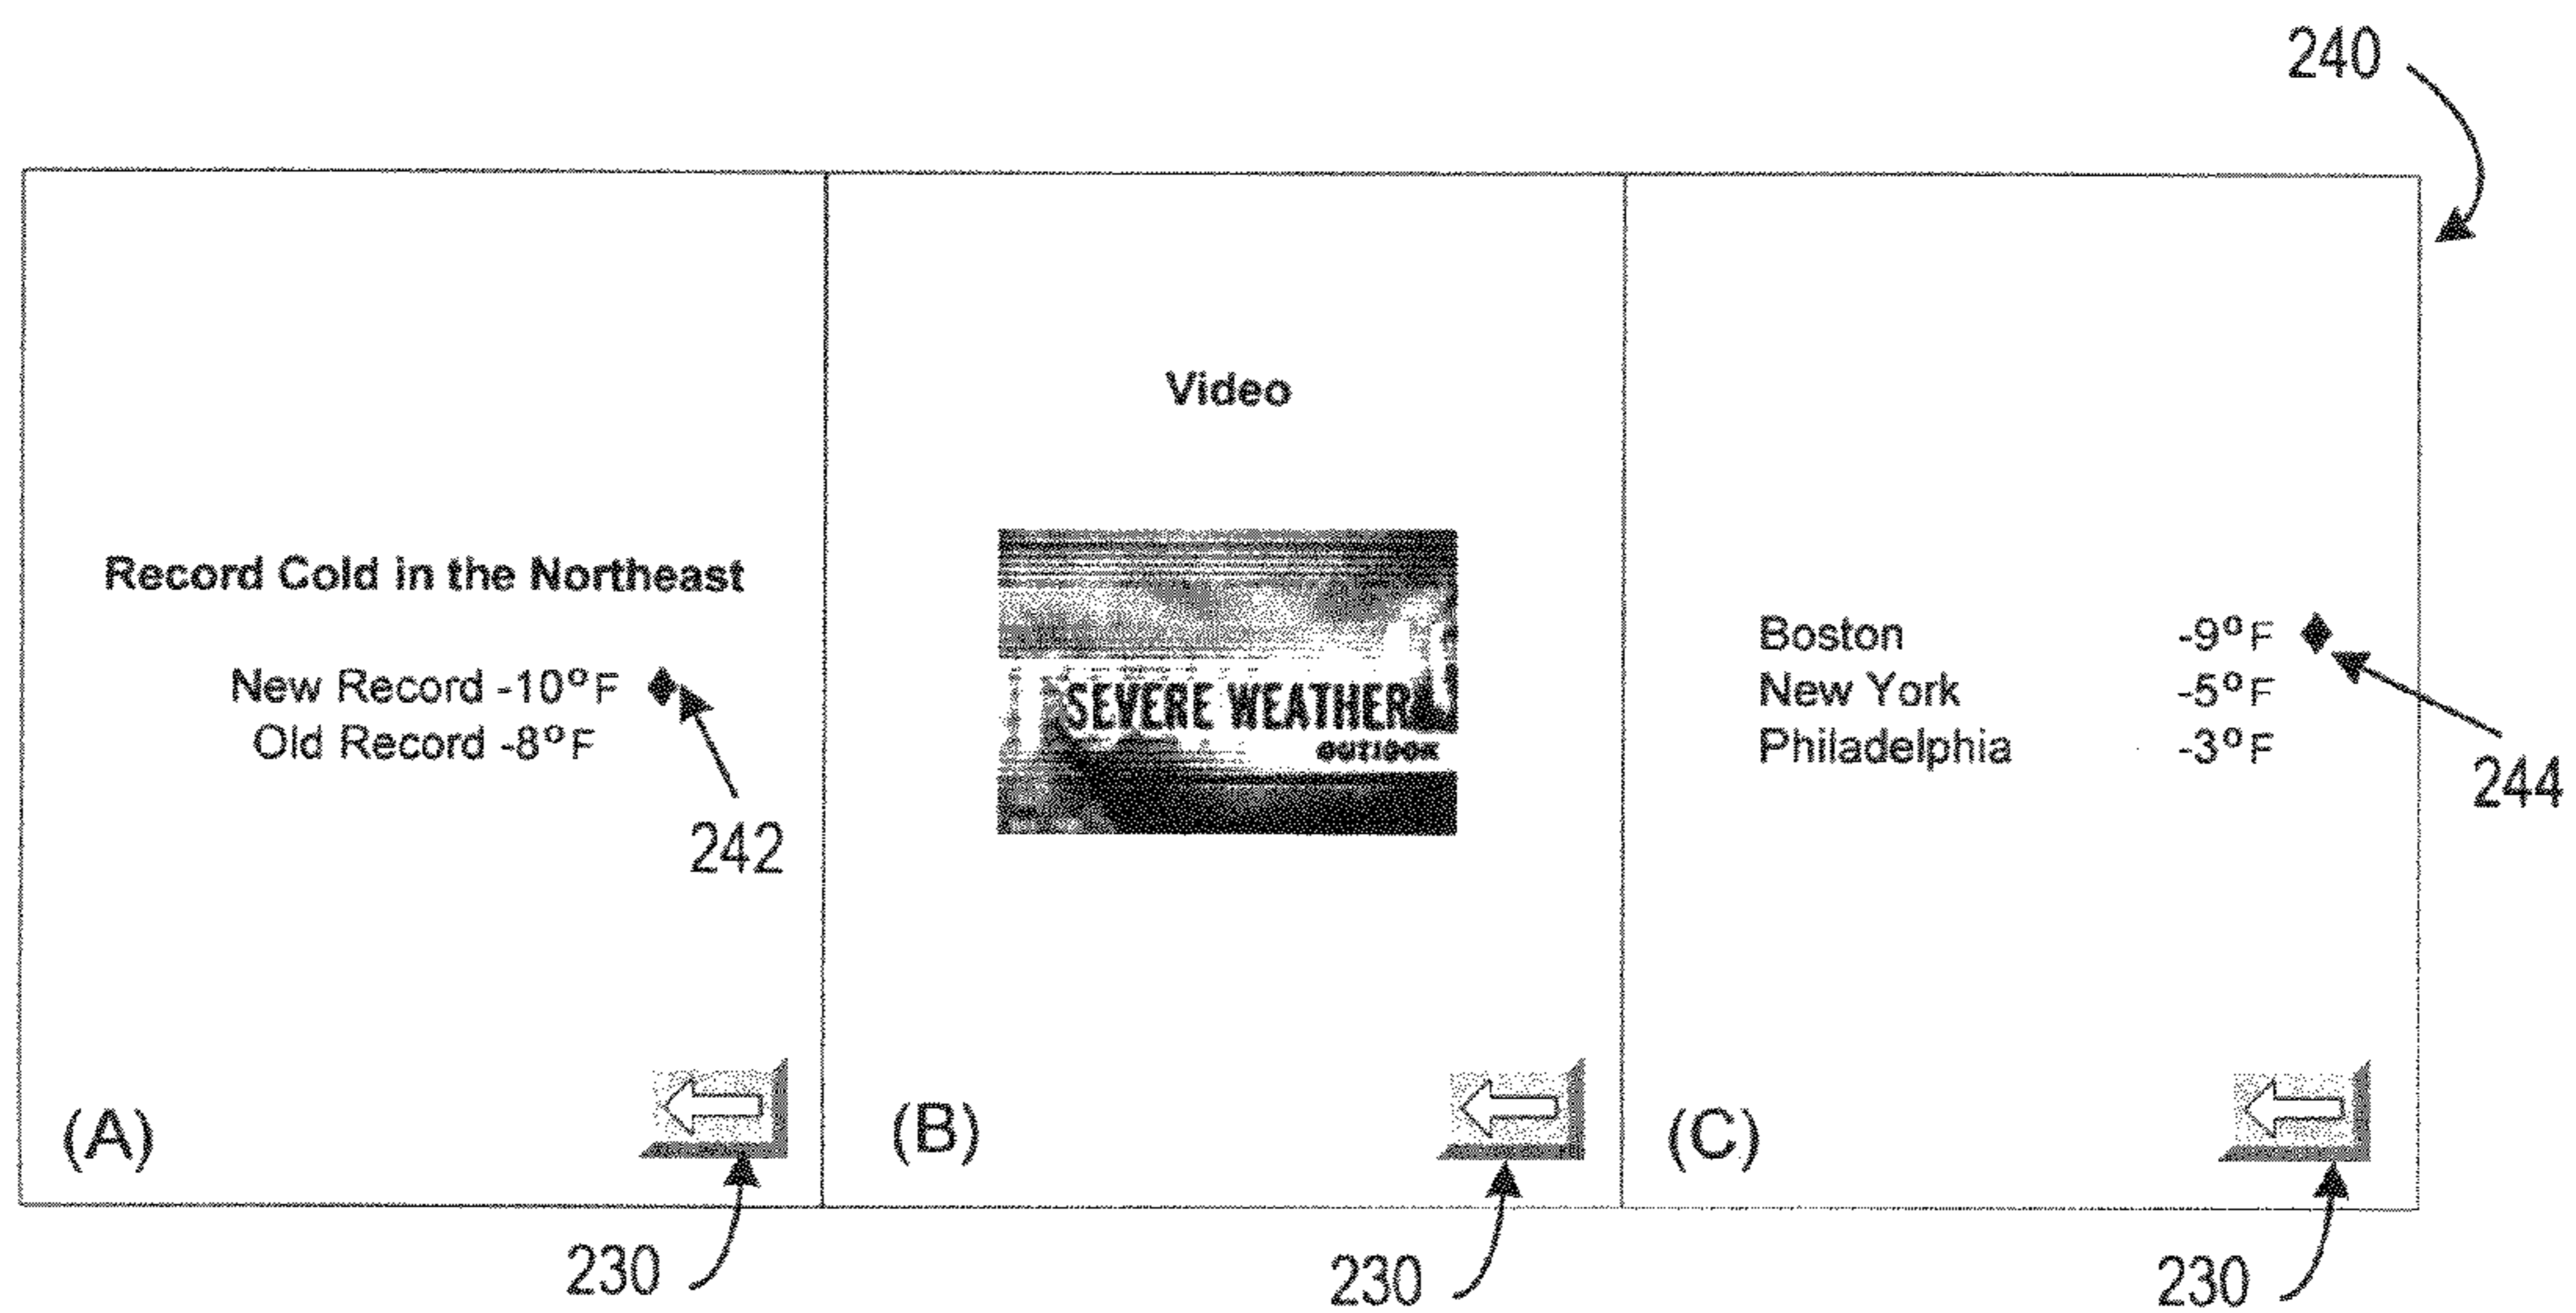 240
Record Cold in the Northeast
New Record -10°F
Old Record -8°F
242
(A)
230
Video
SEVERE WEATHER
OUTLOOK
(B)
230
Boston -9°F
New York -5°F
Philadelphia -3°F
244
(C)
230